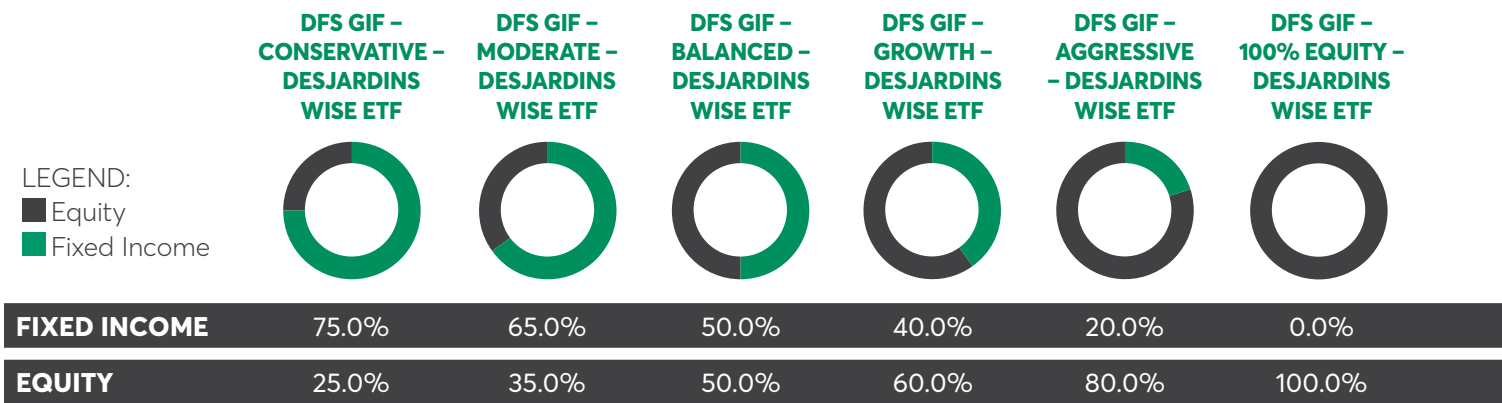 DFS GIF –
CONSERVATIVE –
DESJARDINS
WISE ETF
DFS GIF –
MODERATE –
DESJARDINS
WISE ETF
DFS GIF –
BALANCED –
DESJARDINS
WISE ETF
DFS GIF –
GROWTH –
DESJARDINS
WISE ETF
DFS GIF –
AGGRESSIVE
– DESJARDINS
WISE ETF
DFS GIF –
100% EQUITY –
DESJARDINS
WISE ETF
LEGEND:
Equity
Fixed Income
FIXED INCOME 75.0% 65.0% 50.0% 40.0% 20.0% 0.0%
EQUITY 25.0% 35.0% 50.0% 60.0% 80.0% 100.0%